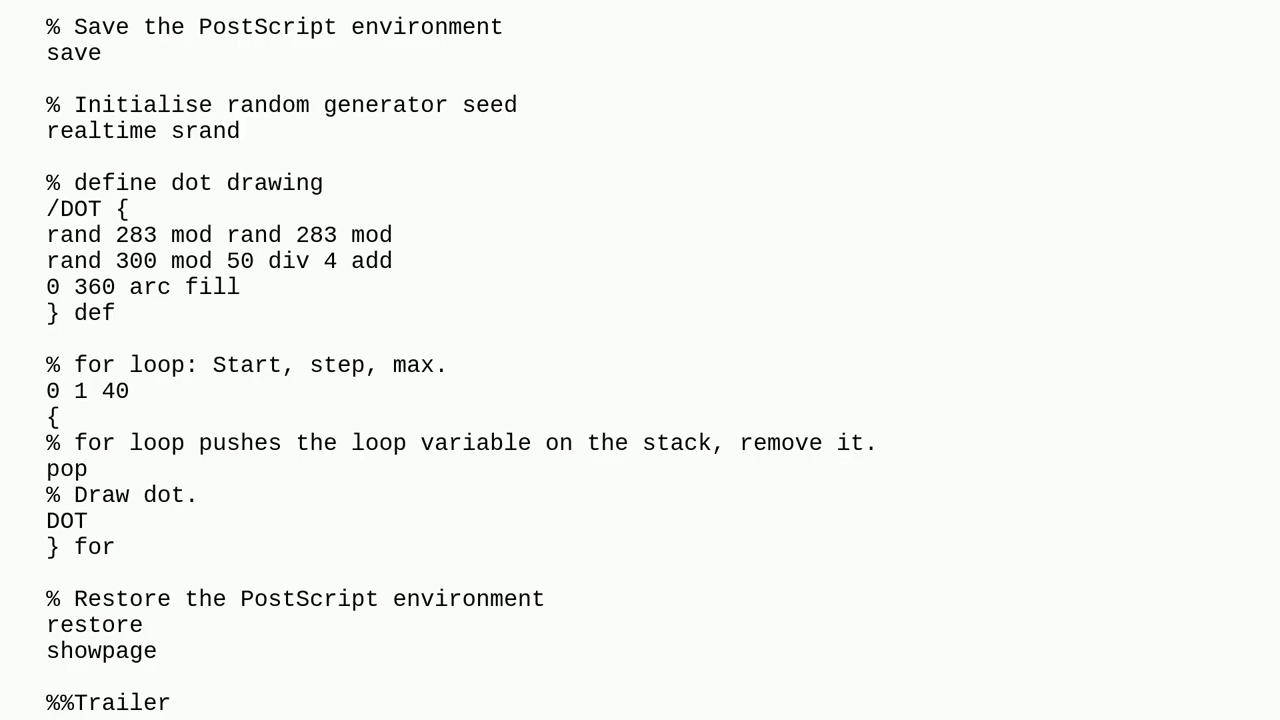 % Save the PostScript environment
save

% Initialise random generator seed
realtime srand

% define dot drawing
/DOT {
rand 283 mod rand 283 mod
rand 300 mod 50 div 4 add
0 360 arc fill
} def

% for loop: Start, step, max.
0 1 40
{
% for loop pushes the loop variable on the stack, remove it.
pop
% Draw dot.
DOT
} for

% Restore the PostScript environment
restore
showpage

%%Trailer